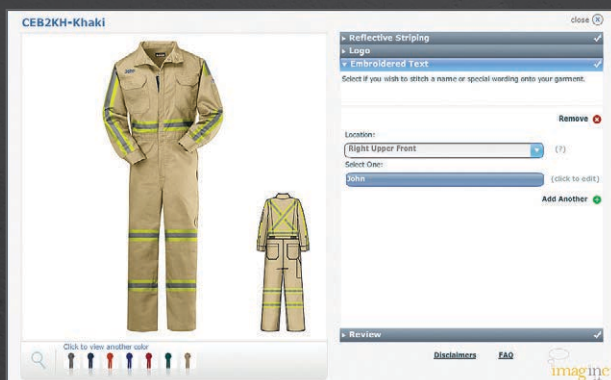 CEB2KH-Khaki
close
Reflective Striping
Logo
Embroidered Text
Select if you wish to stitch a name or special wording onto your garment.
Remove
Location:
Right Upper Front
(?)
Select One:
John
(click to edit)
Add Another
Review
Click to view another color
Disclaimers
FAQ
imaginc